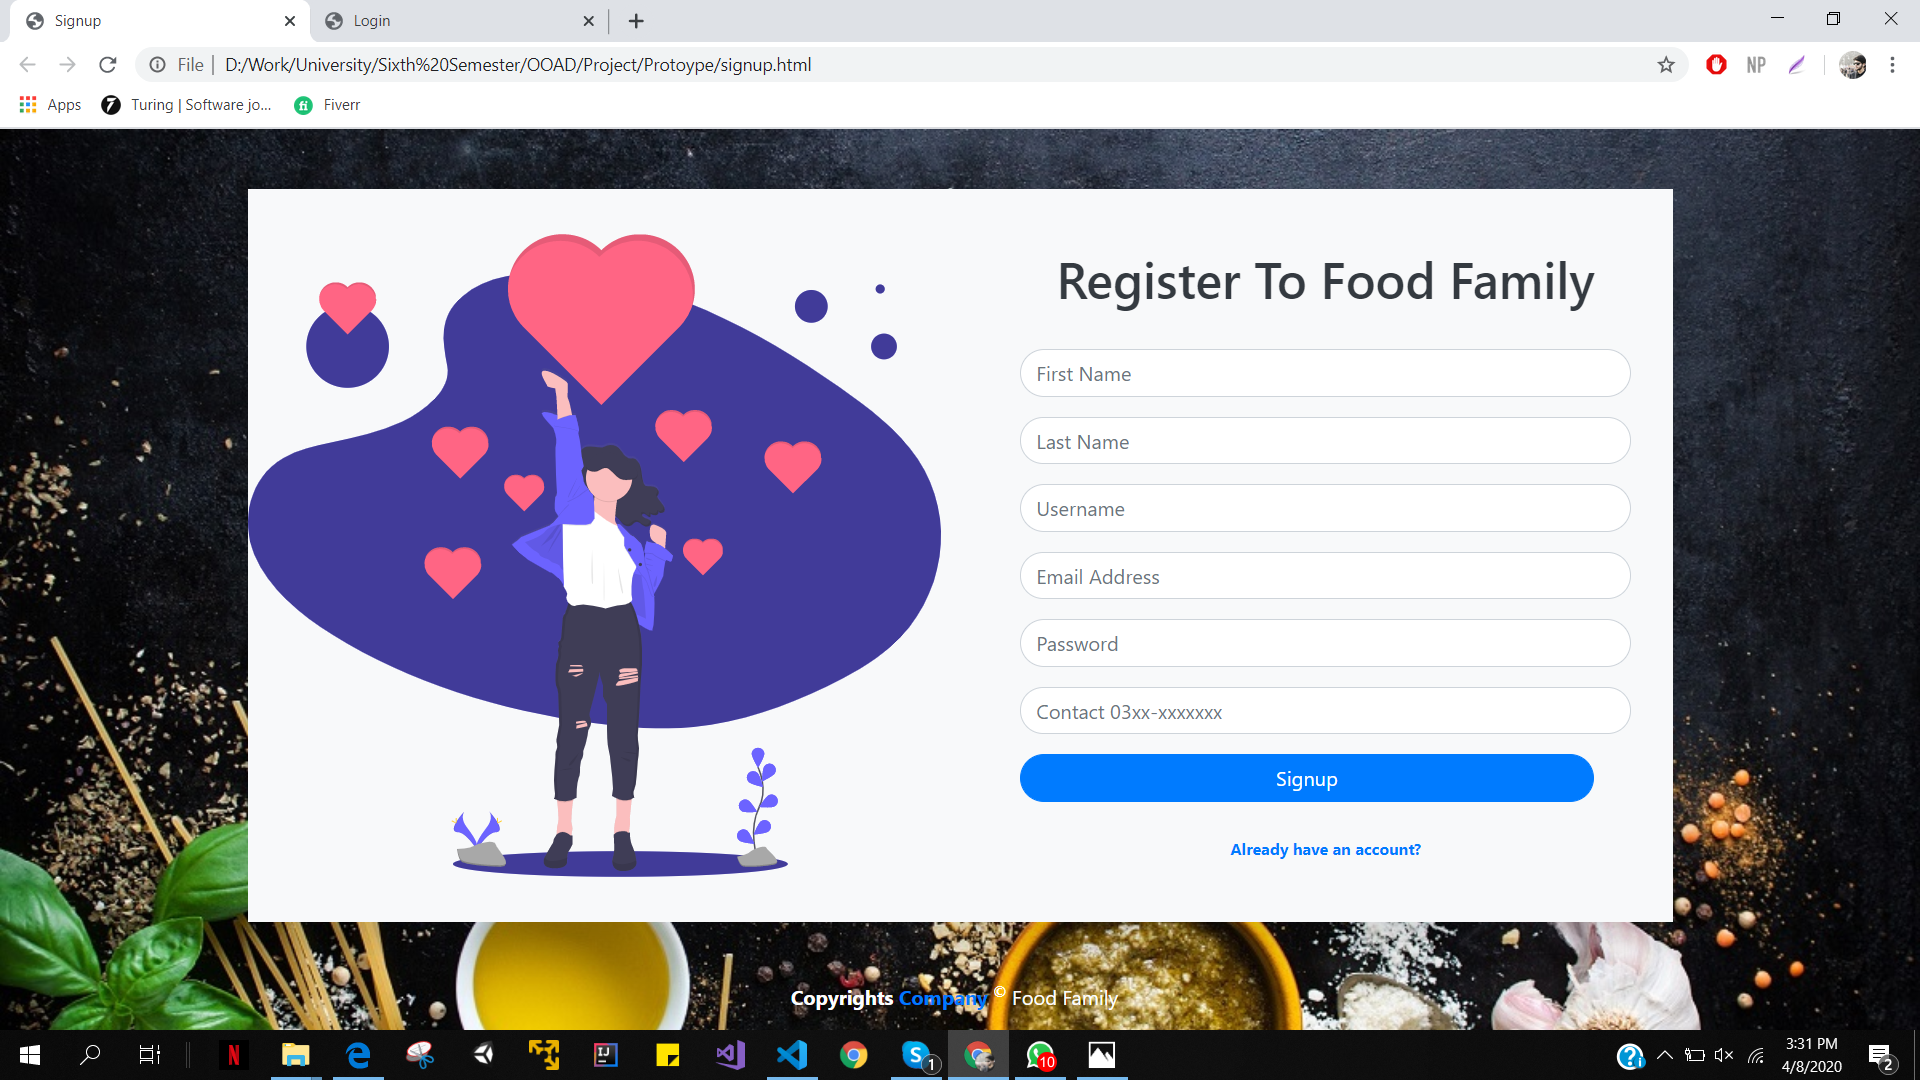 Signup
Login
File
D:/Work/University/Sixth%20Semester/OOAD/Project/Protoype/signup.html
NP
Apps
Turing | Software jo...
fi
Fiverr
Register To Food Family
First Name
Last Name
Username
Email Address
Password
Contact 03xx-xxxxxxx
Signup
Already have an account?
Copyrights Company © Food Family
N
IJ
S
1
10
3:31 PM
4/8/2020
2